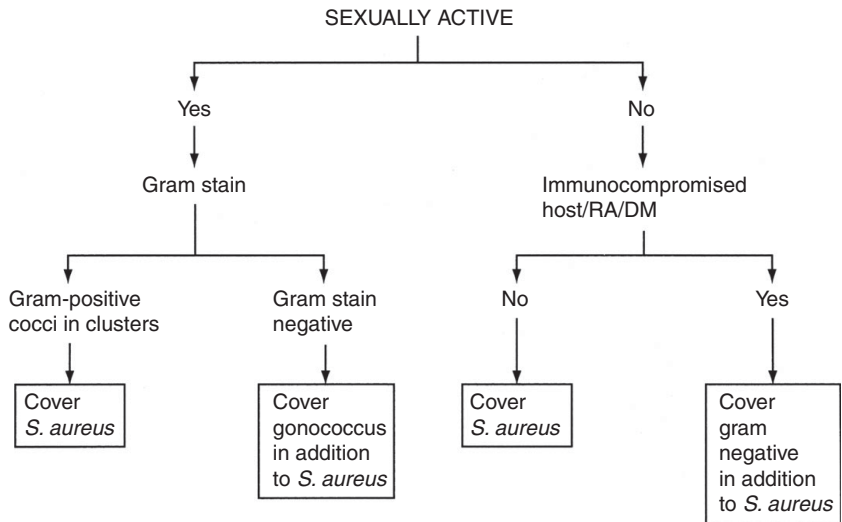 SEXUALLY ACTIVE
Yes
No
Gram stain
Immunocompromised
host/RA/DM
Gram-positive
cocci in clusters
Gram stain
negative
No
Yes
Cover
S. aureus
Cover
gonococcus
in addition
to S. aureus
Cover
S. aureus
Cover
gram
negative
in addition
to S. aureus